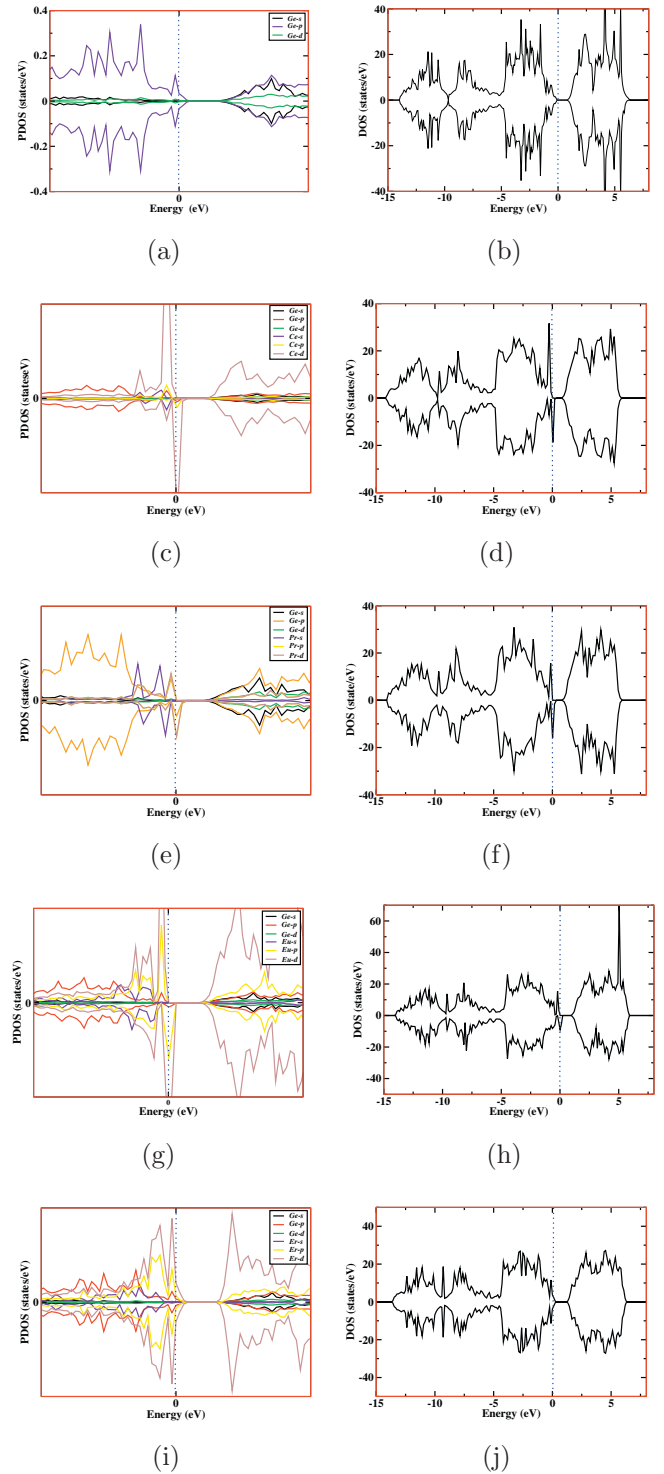 0.4
0.2
0
-0.2
-0.4
PDOS (states/eV)
Ge-s
Ge-p
Ge-d
0
Energy (eV)
(a)
40
20
0
-20
-40
DOS (states/eV)
-15 -10 -5 0 5
Energy (eV)
(b)
0
PDOS (stateseV)
Ge-s
Ge-p
Ge-d
Ce-s
Ce-p
Ce-d
0
Energy (eV)
(c)
40
20
0
-20
-40
DOS (states/eV)
-15 -10 -5 0 5
Energy (eV)
(d)
0
PDOS (states/eV)
Ge-s
Ge-p
Ge-d
Pr-s
Pr-p
Pr-d
0
Energy (eV)
(e)
40
20
0
-20
-40
DOS (state/eV)
-15 -10 -5 0 5
Energy (eV)
(f)
0
PDOS (states/eV)
Ge-s
Ge-p
Ge-d
Eu-s
Eu-p
Eu-d
0
Energy (eV)
(g)
60
40
20
0
-20
-40
DOS (states/eV)
-15 -10 -5 0 5
Energy (eV)
(h)
0
PDOS (states/eV)
Ge-s
Ge-p
Ge-d
Er-s
Er-p
Er-d
0
Energy (eV)
(i)
40
20
0
-20
-40
DOS (states/eV)
-15 -10 -5 0 5
Energy (eV)
(j)